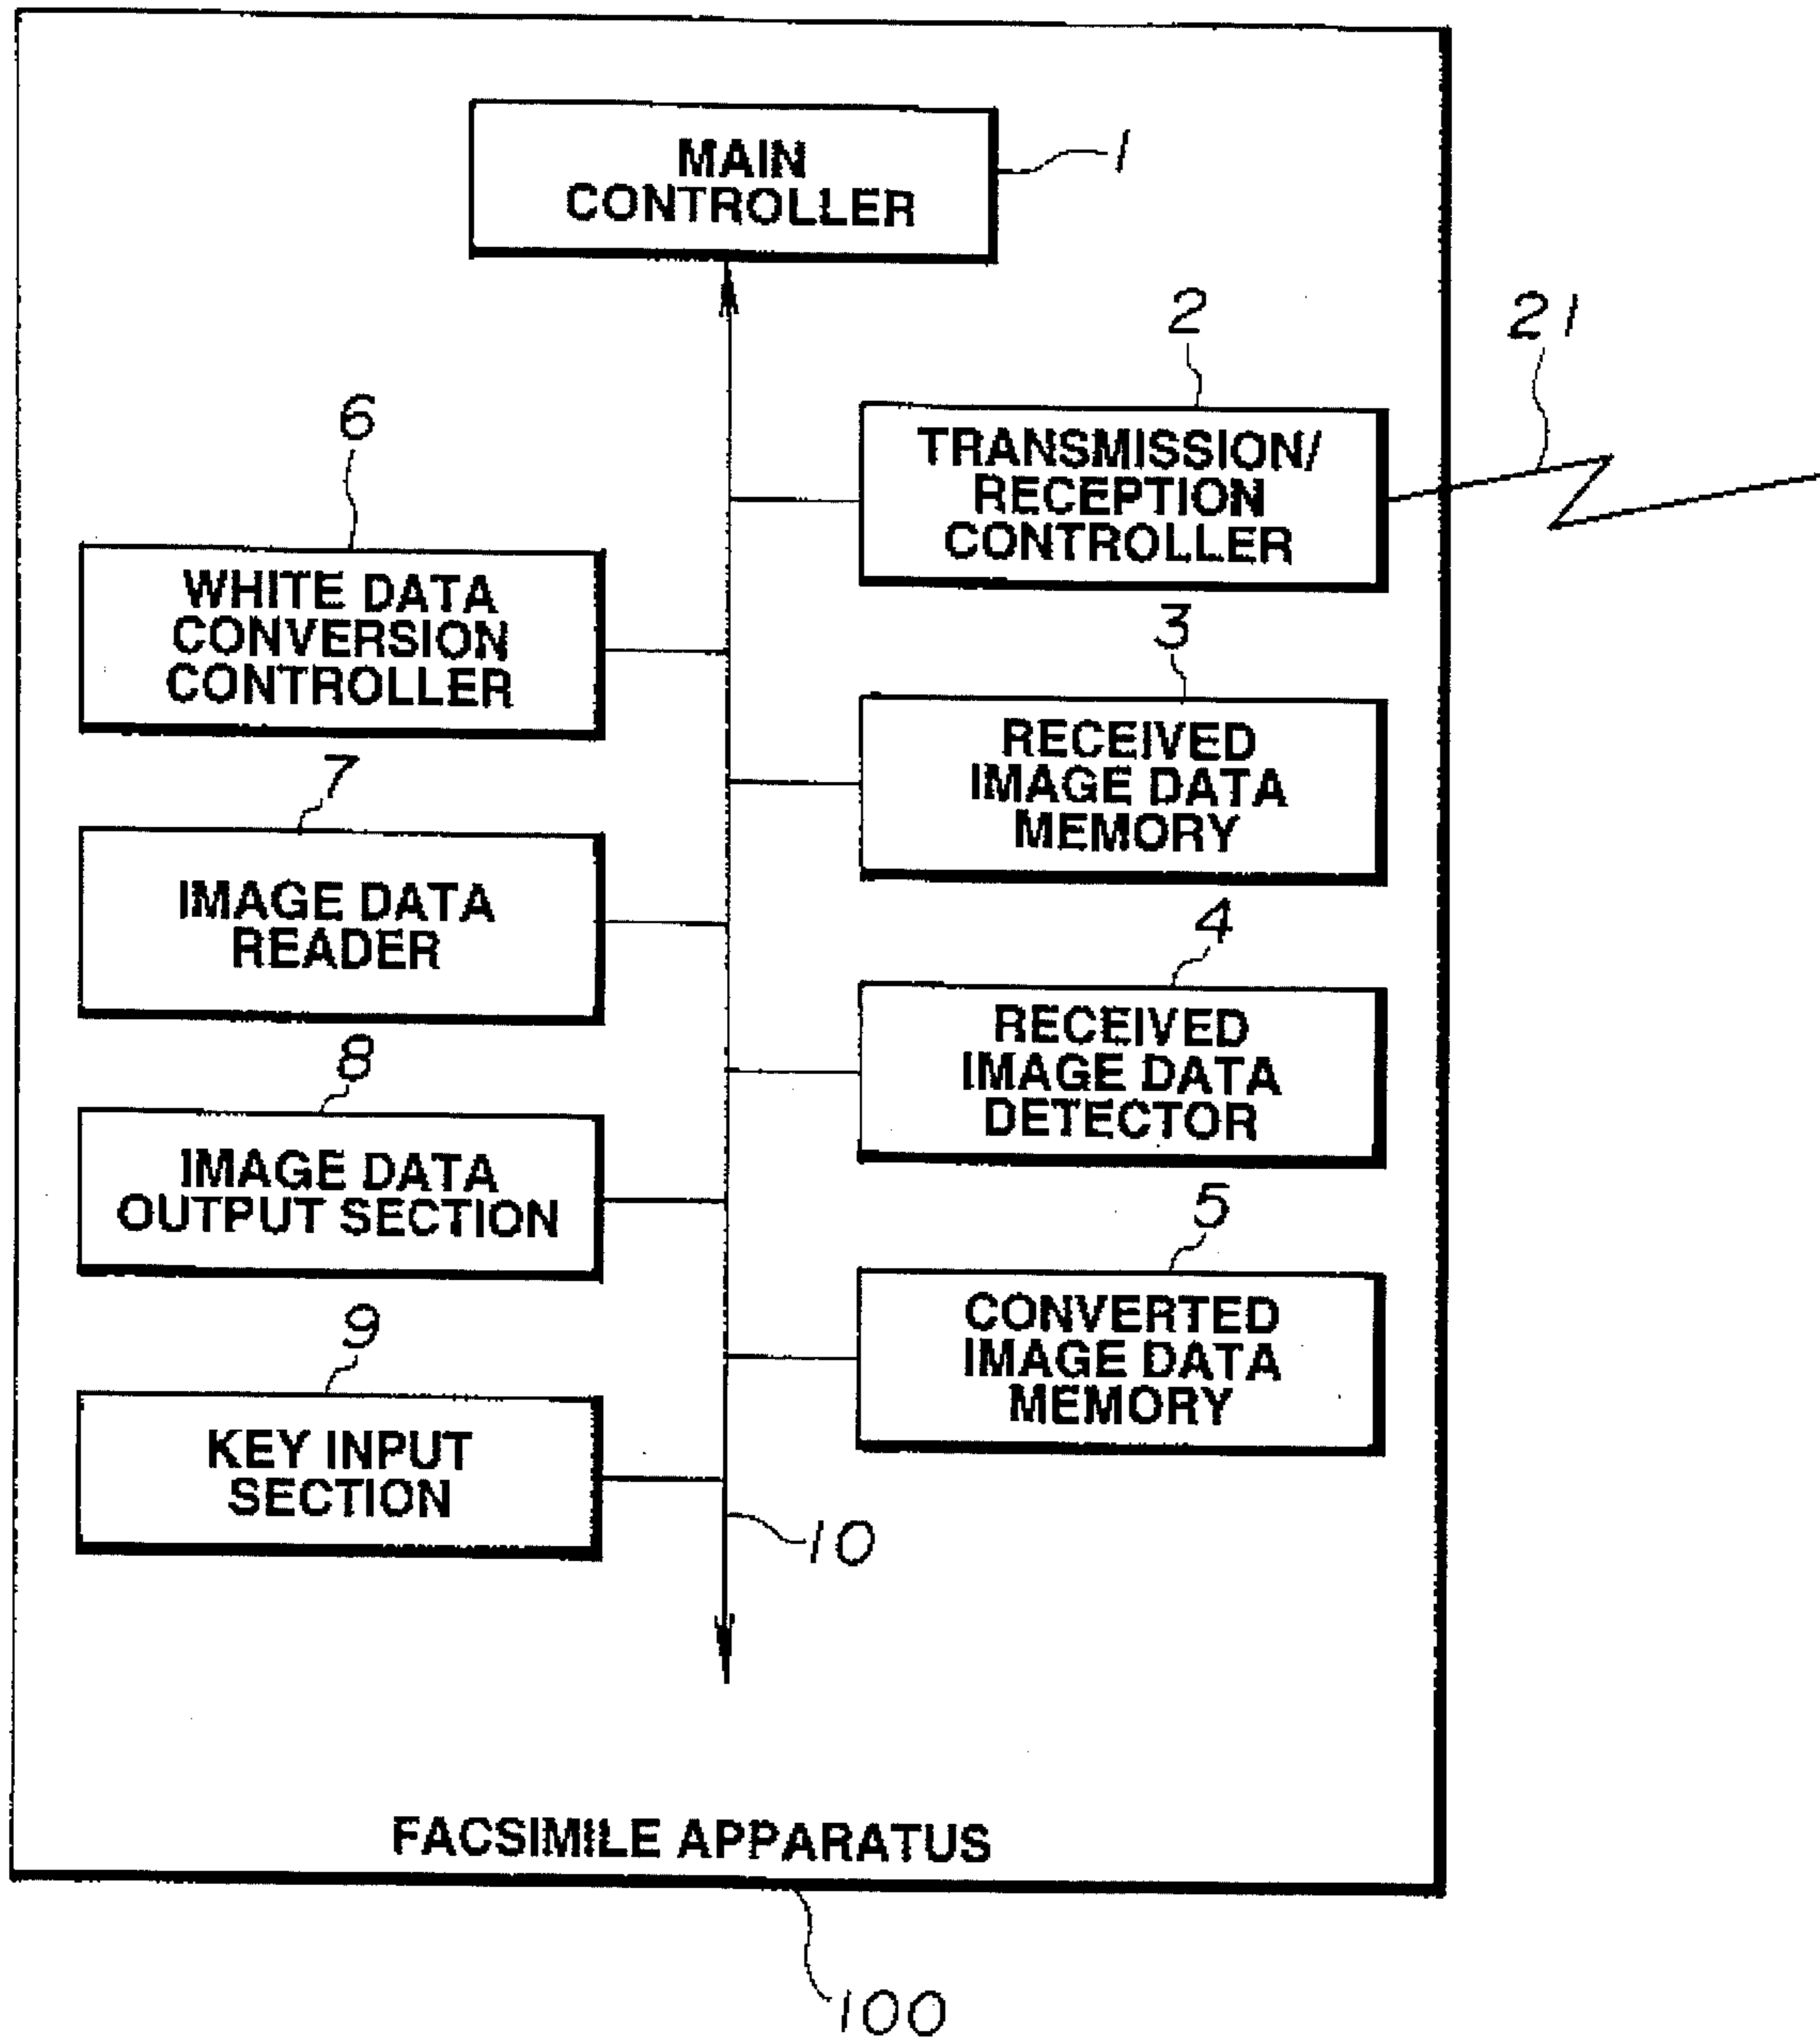 MAIN
CONTROLLER
1
2
21
TRANSMISSION/
RECEPTION
CONTROLLER
6
WHITE DATA
CONVERSION
CONTROLLER
3
RECEIVED
IMAGE DATA
MEMORY
7
IMAGE DATA
READER
4
RECEIVED
IMAGE DATA
DETECTOR
8
IMAGE DATA
OUTPUT SECTION
5
CONVERTED
IMAGE DATA
MEMORY
9
KEY INPUT
SECTION
10
FACSIMILE APPARATUS
100